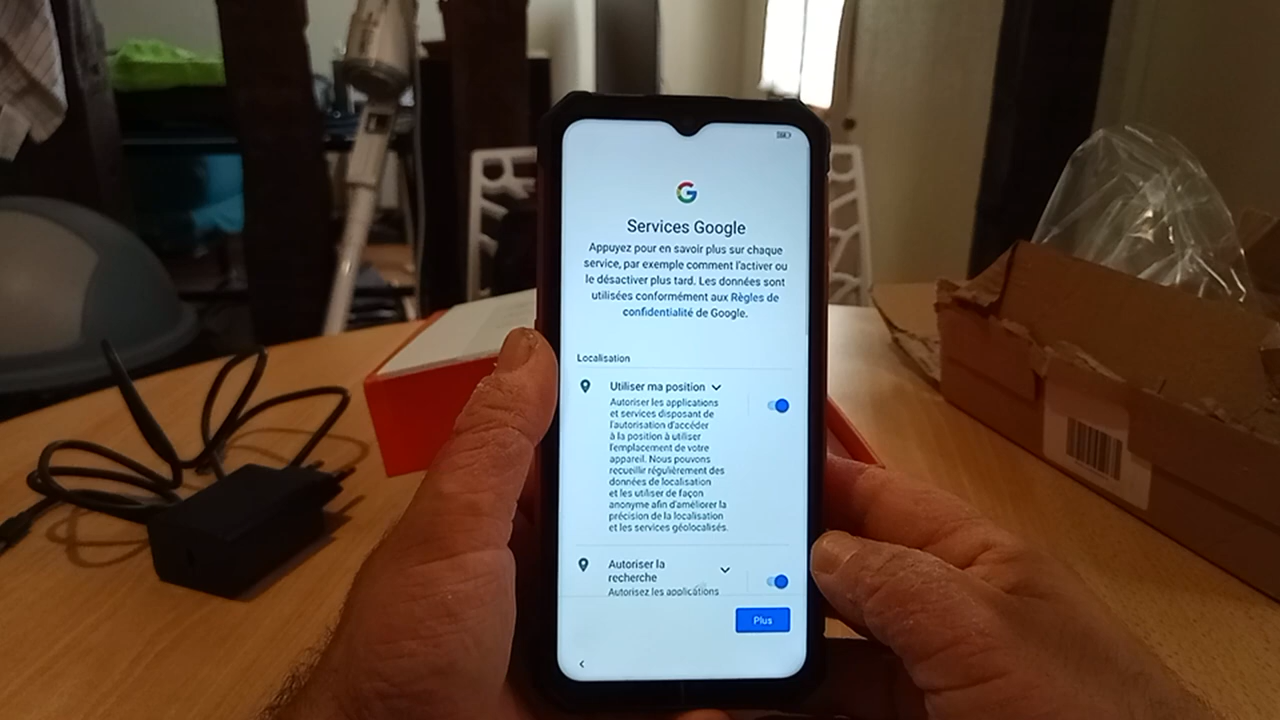 Services Google
Appuyez pour en savoir plus sur chaque
service, par exemple comment l'activer ou
le désactiver plus tard. Les données sont
utilisées conformément aux Règles de
confidentialité de Google.
Localisation
Utiliser ma position
Autoriser les applications
et services disposant de
l'autorisation d'accéder
à la position à utiliser
l'emplacement de votre
appareil. Nous pouvons
recueillir régulièrement des
données de localisation
et les utiliser de façon
anonyme afin d'améliorer la
précision de la localisation
et les services géolocalisés.
Autoriser la
recherche
Autorisez les applications
Plus